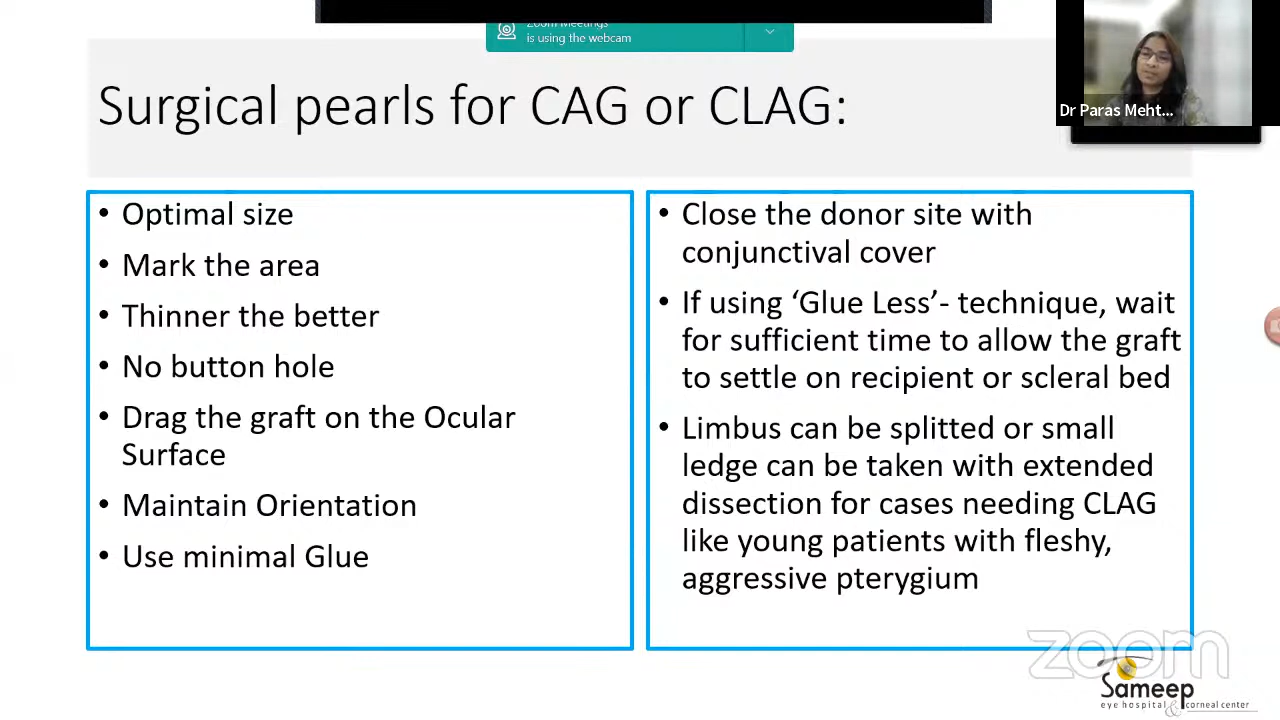 Zoom Meetings
is using the webcam
Dr Paras Meht...
Surgical pearls for CAG or CLAG:
• Optimal size
• Mark the area
• Thinner the better
• No button hole
• Drag the graft on the Ocular
Surface
• Maintain Orientation
• Use minimal Glue
• Close the donor site with
conjunctival cover
• If using ‘Glue Less’- technique, wait
for sufficient time to allow the graft
to settle on recipient or scleral bed
• Limbus can be splitted or small
ledge can be taken with extended
dissection for cases needing CLAG
like young patients with fleshy,
aggressive pterygium
zoom
Sameep
eye hospital & corneal center